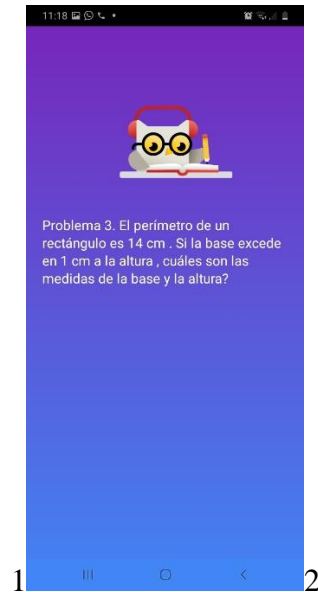 11:18
Problema 3. El perímetro de un
rectángulo es 14 cm . Si la base excede
en 1 cm a la altura , cuáles son las
medidas de la base y la altura?
1
2